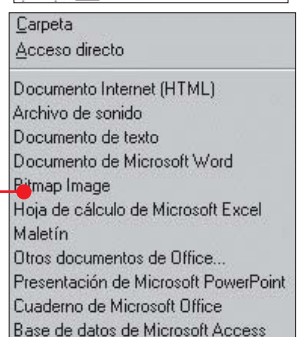 Carpeta
Acceso directo
Documento Internet (HTML)
Archivo de sonido
Documento de texto
Documento de Microsoft Word
Bitmap Image
Hoja de cálculo de Microsoft Excel
Maletín
Otros documentos de Office...
Presentación de Microsoft PowerPoint
Cuaderno de Microsoft Office
Base de datos de Microsoft Access